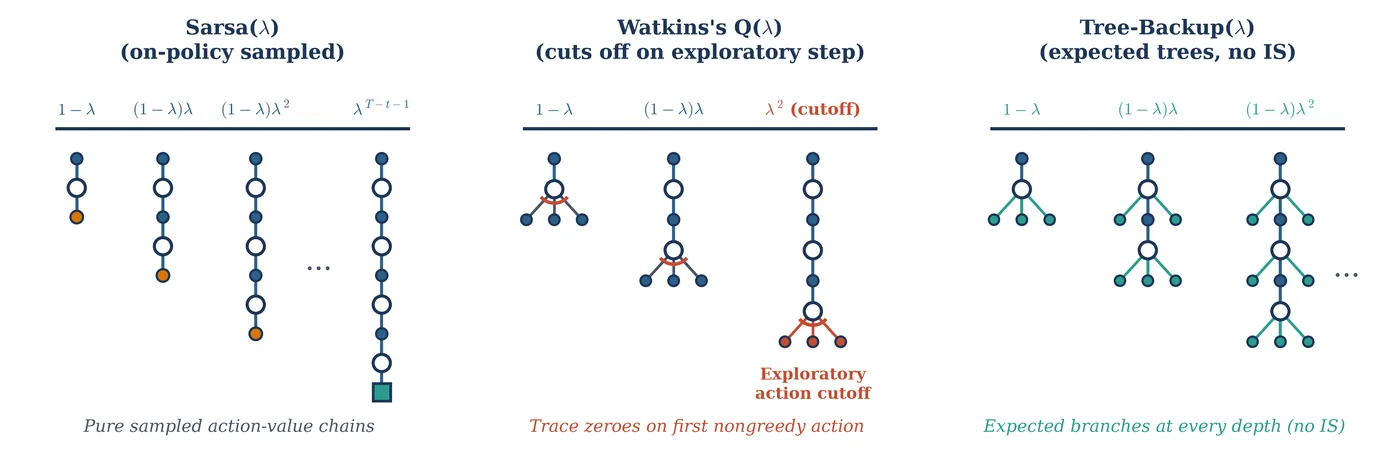 Sarsa(λ)
(on-policy sampled)
1 − λ (1 − λ)λ (1 − λ)λ² λ^{T−t−1}
...
Pure sampled action-value chains
Watkins's Q(λ)
(cuts off on exploratory step)
1 − λ (1 − λ)λ λ² (cutoff)
Exploratory
action cutoff
Trace zeroes on first nongreedy action
Tree-Backup(λ)
(expected trees, no IS)
1 − λ (1 − λ)λ (1 − λ)λ²
...
Expected branches at every depth (no IS)